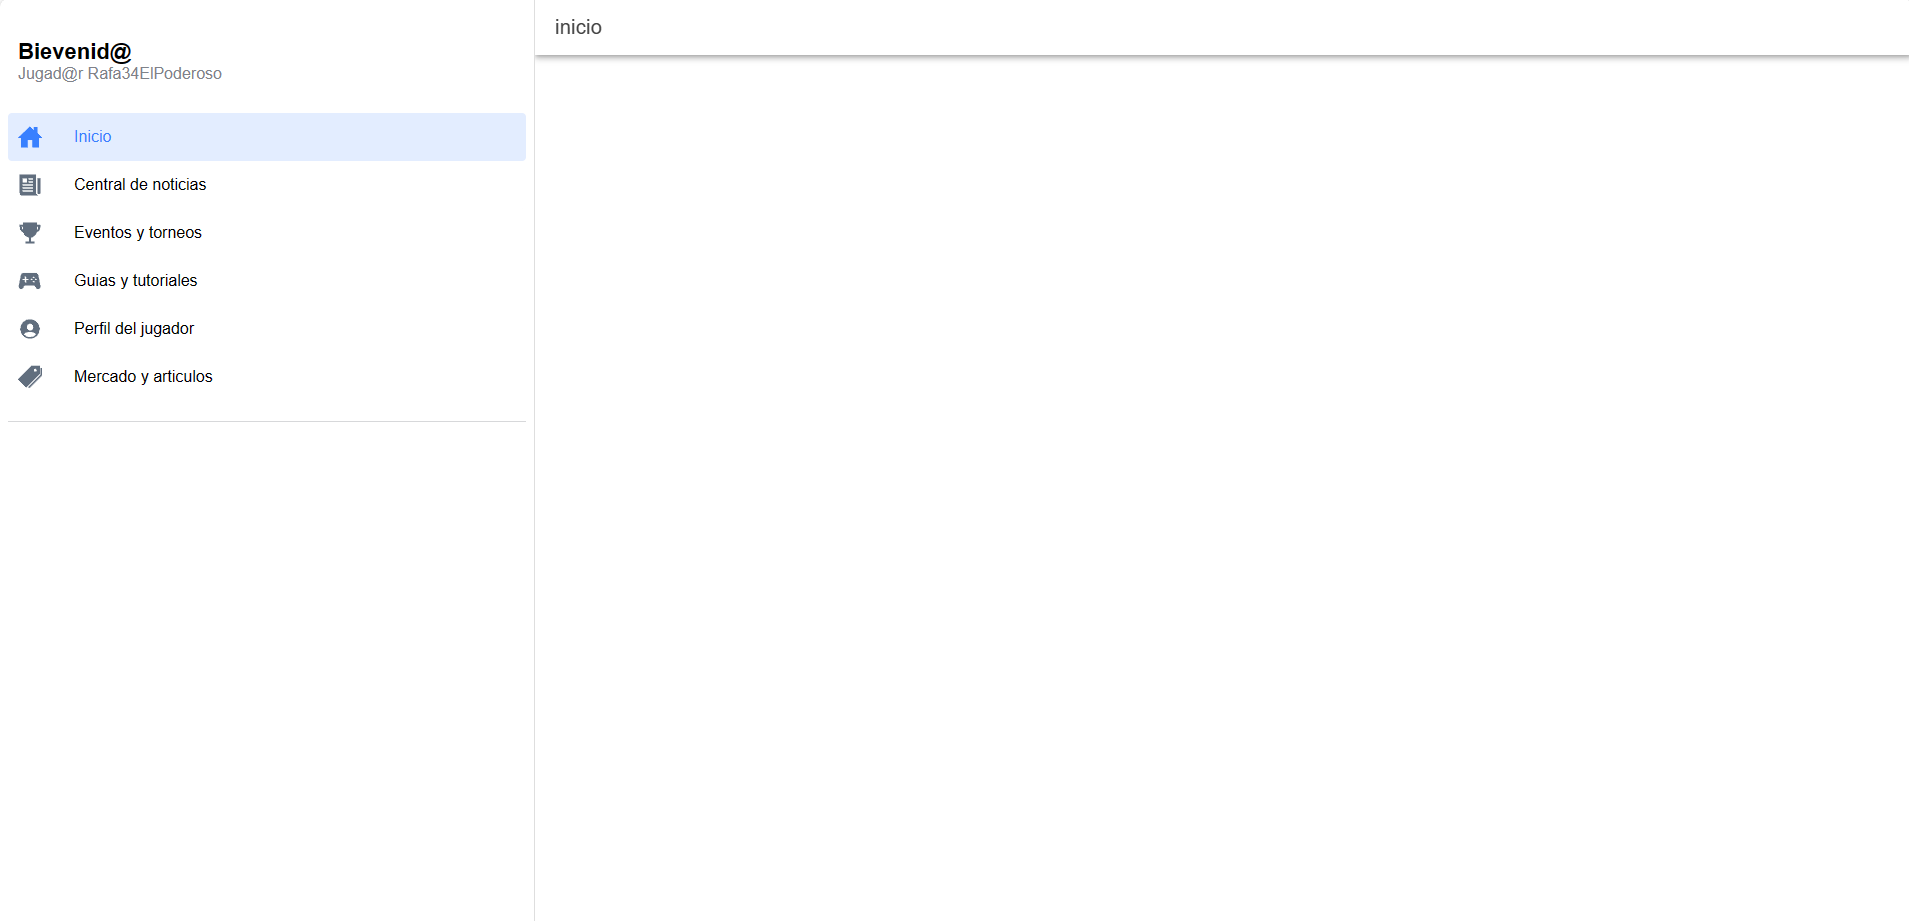 Bievenid@
Jugad@r Rafa34ElPoderoso
Inicio
Central de noticias
Eventos y torneos
Guias y tutoriales
Perfil del jugador
Mercado y articulos
inicio